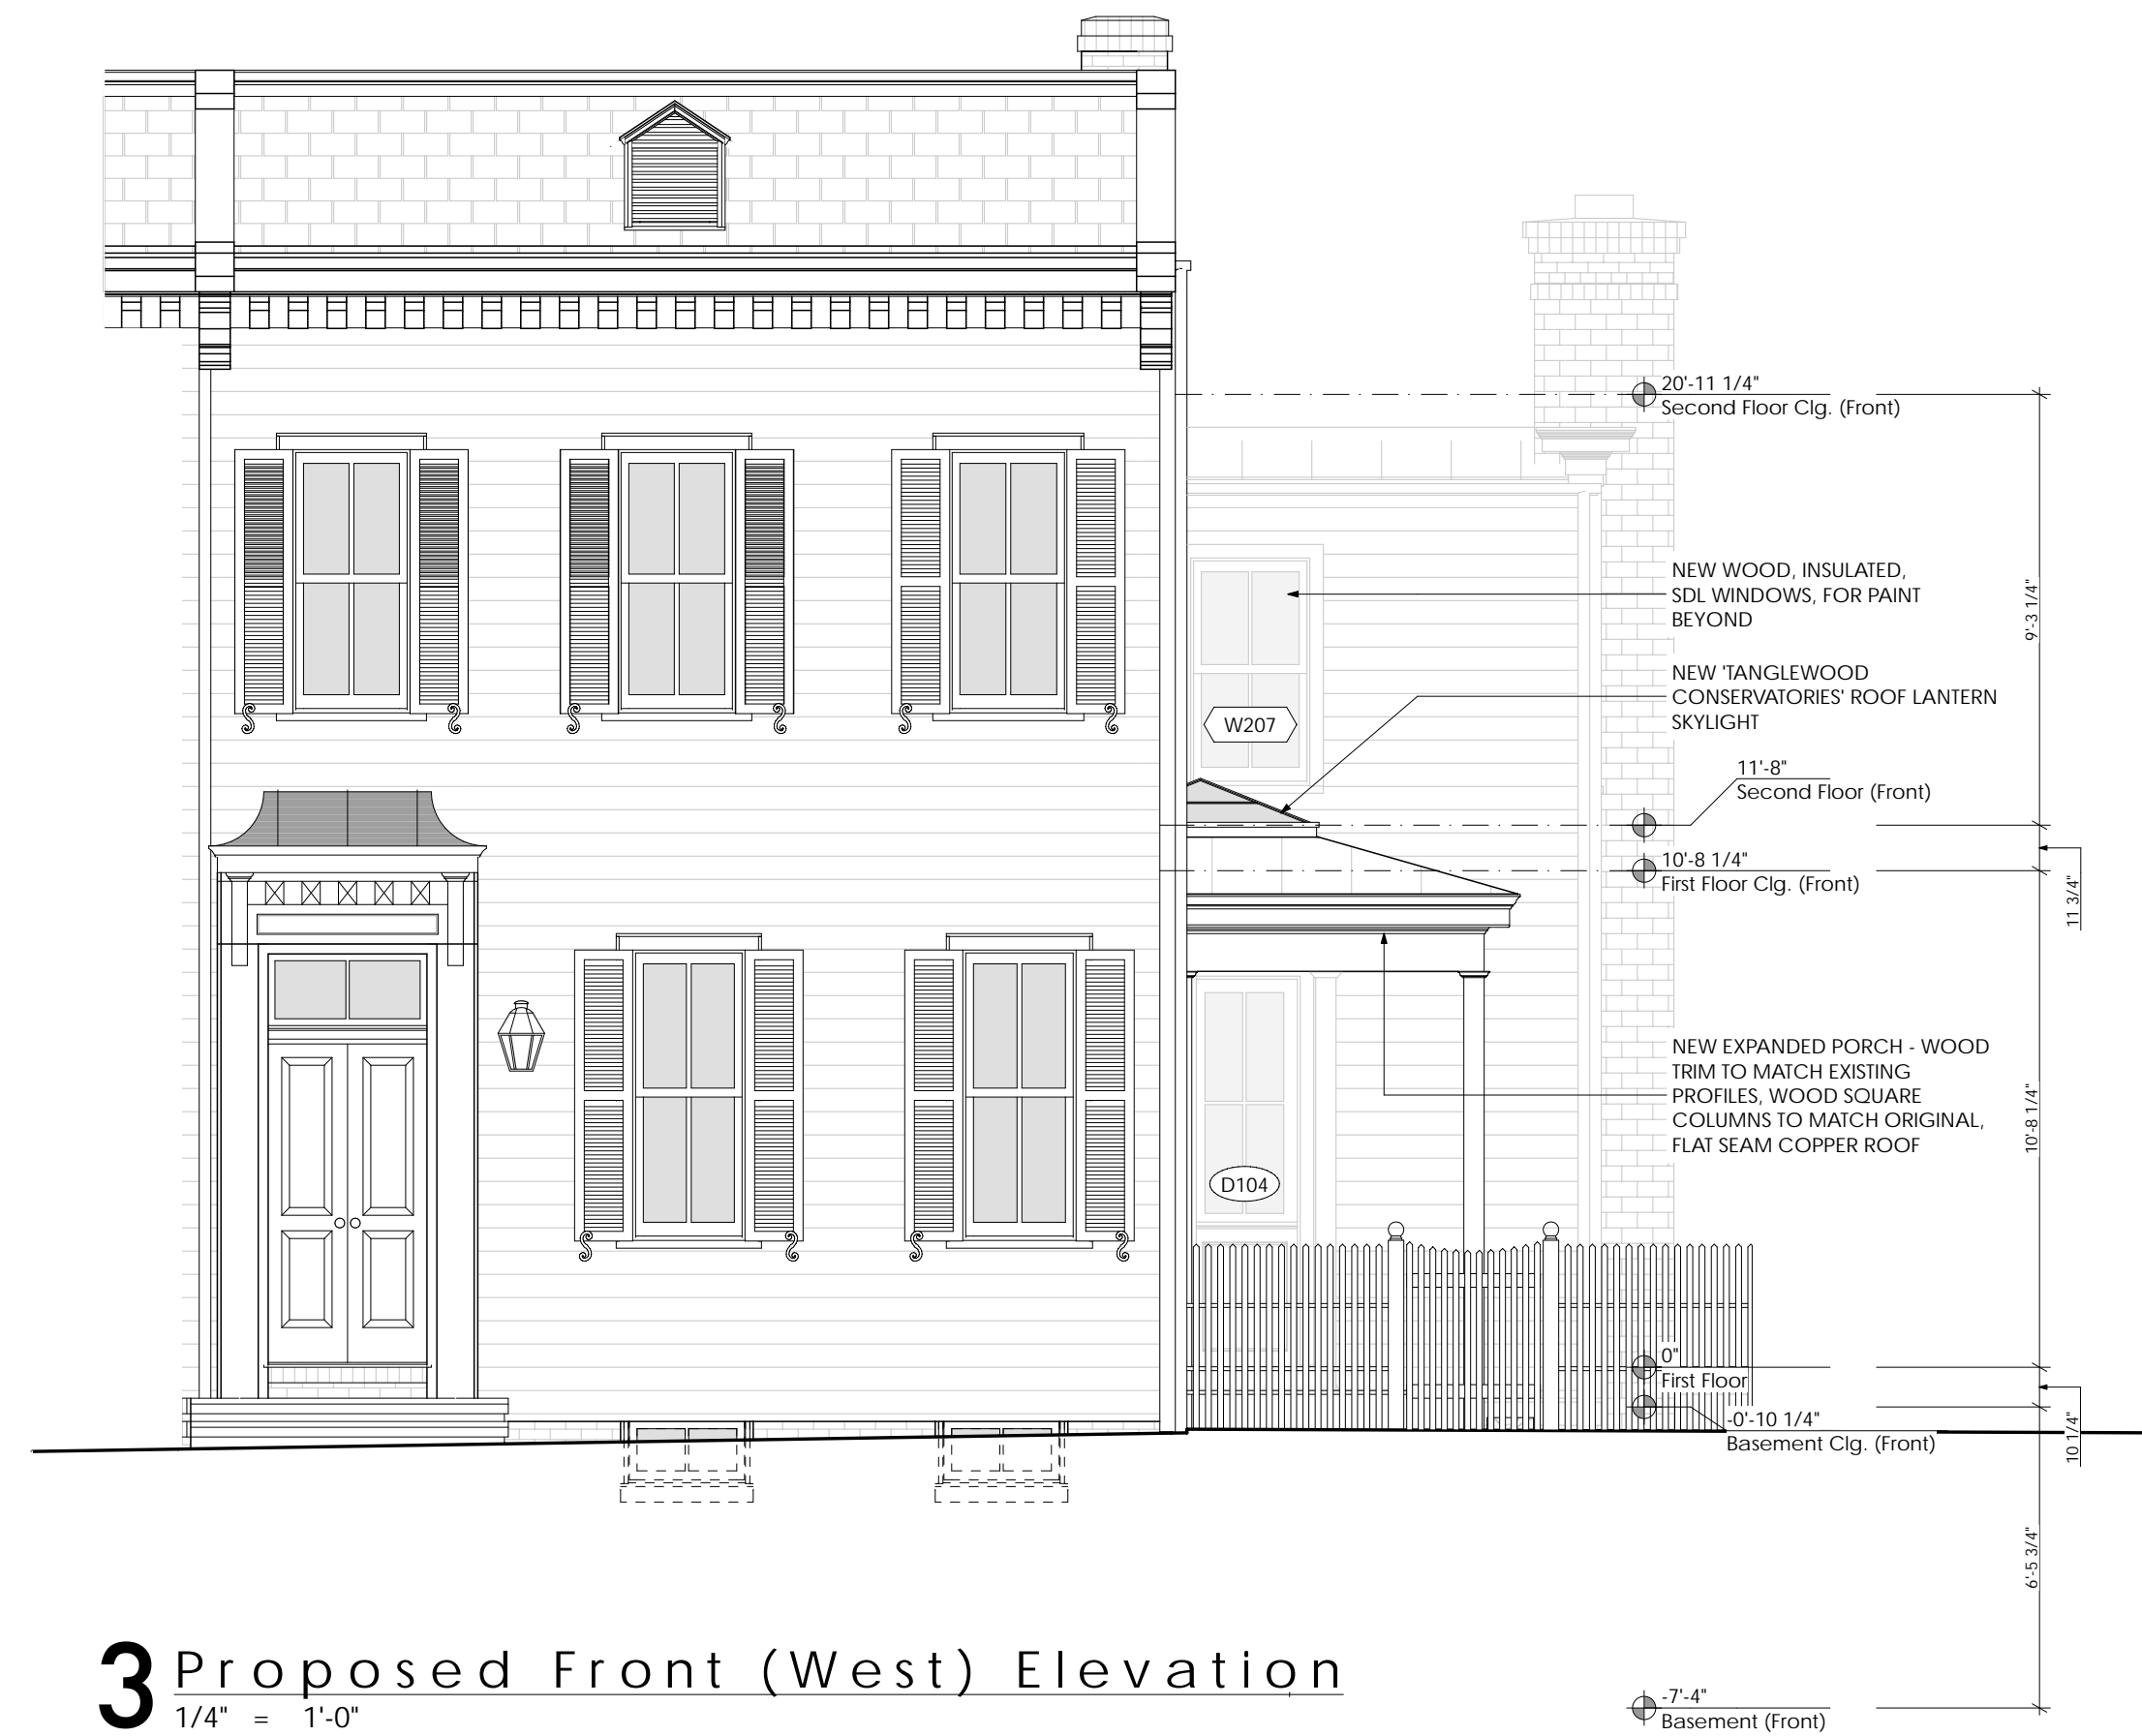 20'-11 1/4"
Second Floor Clg. (Front)
9'-3 1/4"
NEW WOOD, INSULATED,
SDL WINDOWS, FOR PAINT
BEYOND
NEW 'TANGLEWOOD
CONSERVATORIES' ROOF LANTERN
SKYLIGHT
W207
11'-8"
Second Floor (Front)
10'-8 1/4"
First Floor Clg. (Front)
11 3/4"
NEW EXPANDED PORCH - WOOD
TRIM TO MATCH EXISTING
PROFILES, WOOD SQUARE
COLUMNS TO MATCH ORIGINAL,
FLAT SEAM COPPER ROOF
10'-8 1/4"
D104
0"
First Floor
-0'-10 1/4"
Basement Clg. (Front)
10 1/4"
6'-5 3/4"
3 Proposed Front (West) Elevation
1/4" = 1'-0"
-7'-4"
Basement (Front)